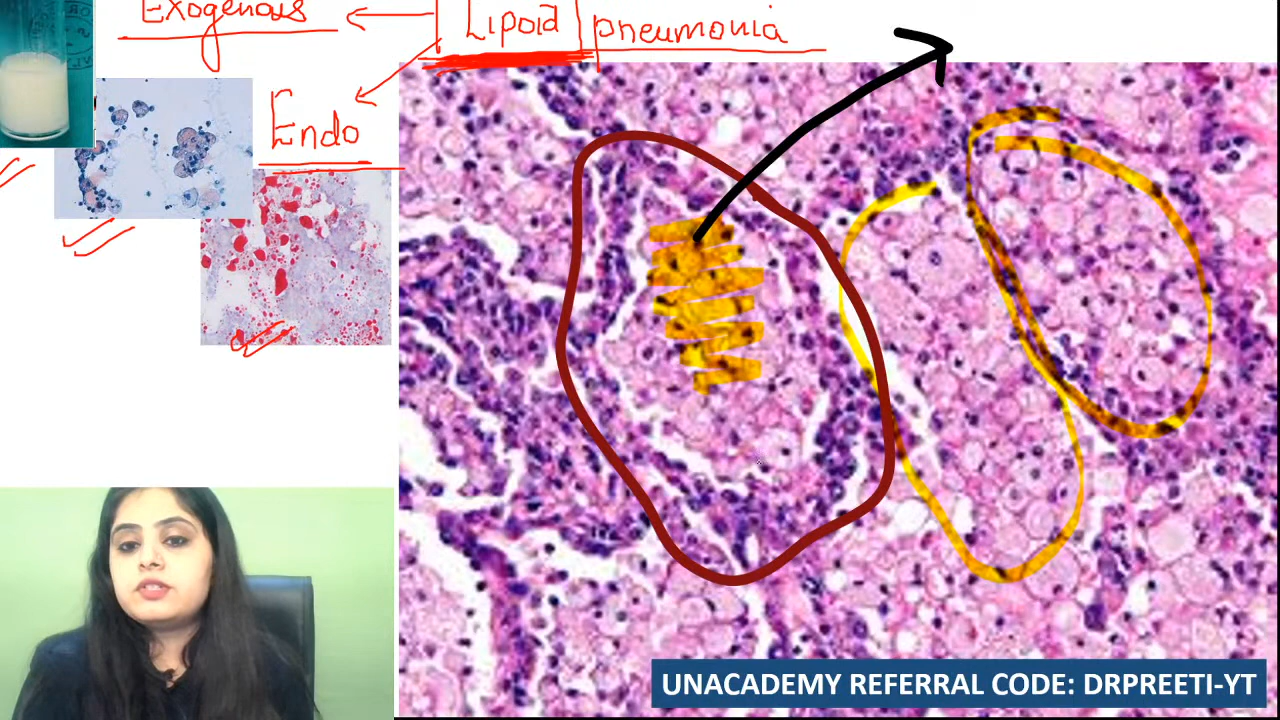 Exogenous
Lipoid pneumonia
Endo
UNACADEMY REFERRAL CODE: DRPREETI-YT